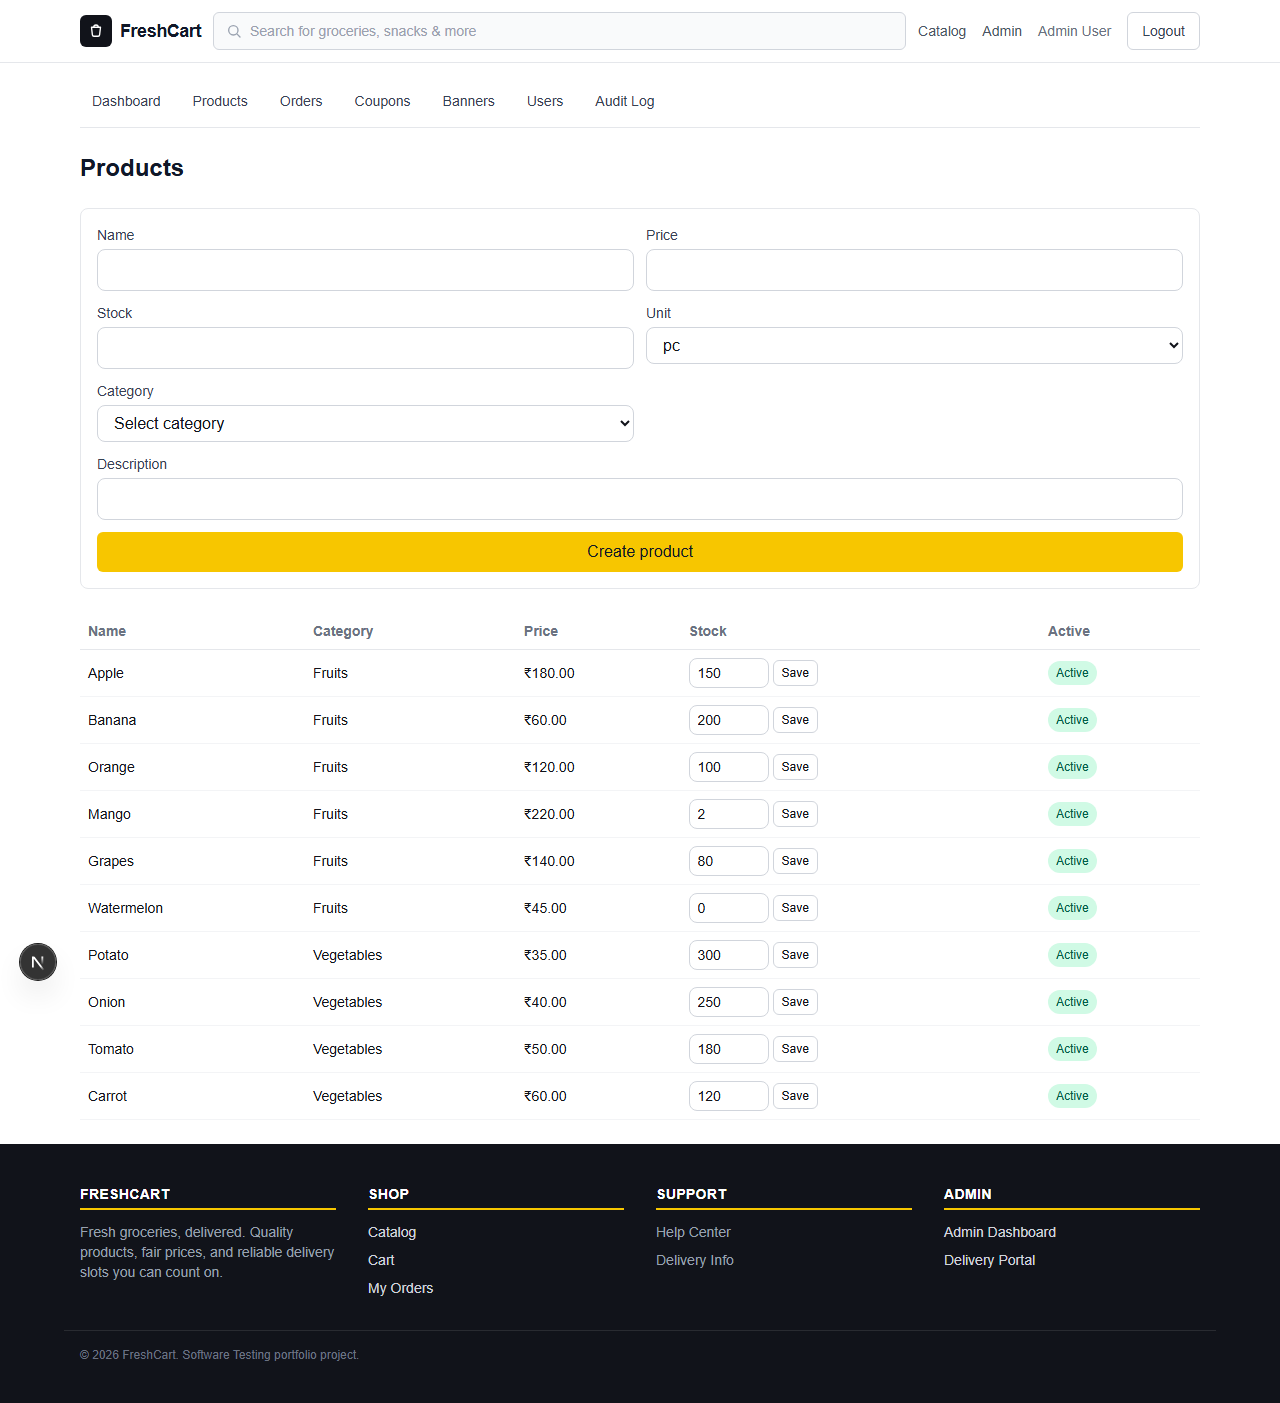 FreshCart
Search for groceries, snacks & more
Catalog
Admin
Admin User
Logout
Dashboard
Products
Orders
Coupons
Banners
Users
Audit Log
Products
Name
Price
Stock
Unit
pc
Category
Select category
Description
Create product
Name Category Price Stock Active
Apple Fruits ₹180.00 150 Save Active
Banana Fruits ₹60.00 200 Save Active
Orange Fruits ₹120.00 100 Save Active
Mango Fruits ₹220.00 2 Save Active
Grapes Fruits ₹140.00 80 Save Active
Watermelon Fruits ₹45.00 0 Save Active
Potato Vegetables ₹35.00 300 Save Active
Onion Vegetables ₹40.00 250 Save Active
Tomato Vegetables ₹50.00 180 Save Active
Carrot Vegetables ₹60.00 120 Save Active
N
FRESHCART
Fresh groceries, delivered. Quality
products, fair prices, and reliable delivery
slots you can count on.
SHOP
Catalog
Cart
My Orders
SUPPORT
Help Center
Delivery Info
ADMIN
Admin Dashboard
Delivery Portal
© 2026 FreshCart. Software Testing portfolio project.